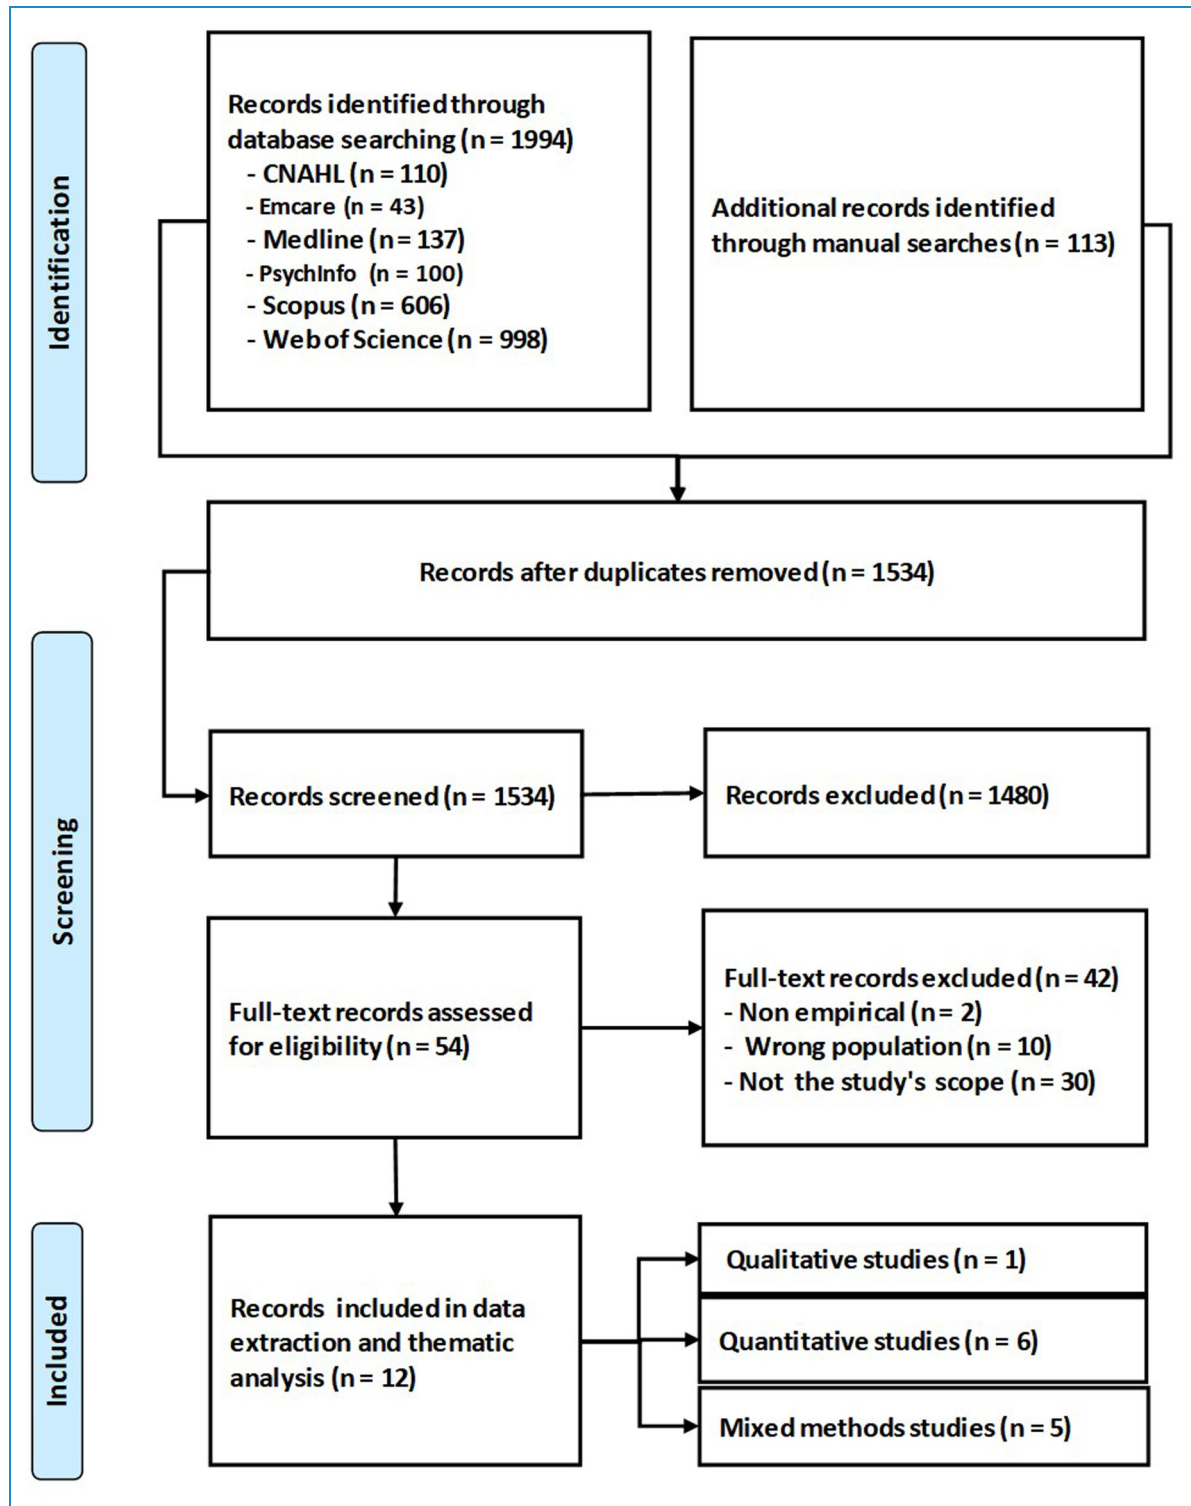 Identification
Records identified through
database searching (n = 1994)
- CNAHL (n = 110)
- Emcare (n = 43)
- Medline (n = 137)
- PsychInfo (n = 100)
- Scopus (n = 606)
- Web of Science (n = 998)
Additional records identified
through manual searches (n = 113)
Records after duplicates removed (n = 1534)
Screening
Records screened (n = 1534)
Records excluded (n = 1480)
Full-text records assessed
for eligibility (n = 54)
Full-text records excluded (n = 42)
- Non empirical (n = 2)
- Wrong population (n = 10)
- Not the study's scope (n = 30)
Included
Records included in data
extraction and thematic
analysis (n = 12)
Qualitative studies (n = 1)
Quantitative studies (n = 6)
Mixed methods studies (n = 5)